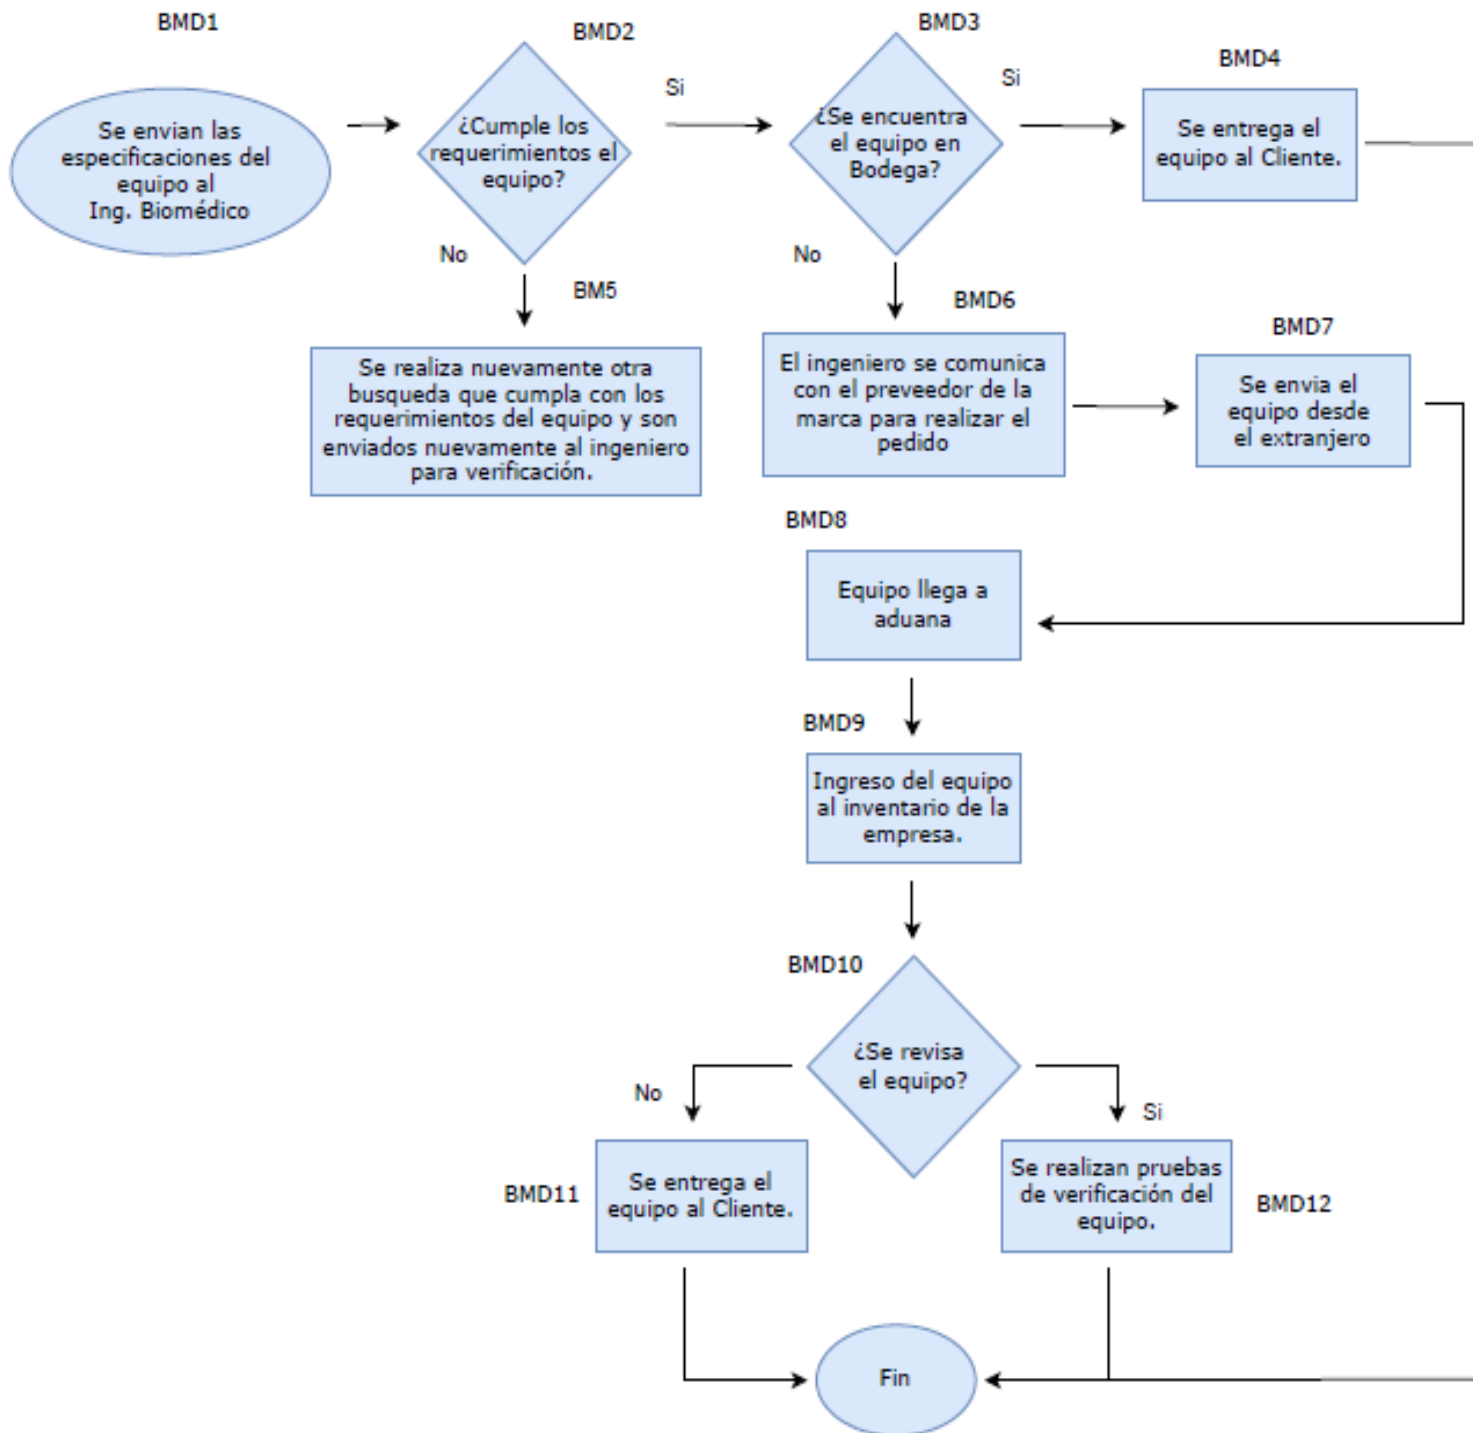 BMD1
Se envian las
especificaciones del
equipo al
Ing. Biomédico
BMD2
¿Cumple los
requerimientos el
equipo?
Si
No
BMD3
¿Se encuentra
el equipo en
Bodega?
Si
No
BMD4
Se entrega el
equipo al Cliente.
BM5
Se realiza nuevamente otra
busqueda que cumpla con los
requerimientos del equipo y son
enviados nuevamente al ingeniero
para verificación.
BMD6
El ingeniero se comunica
con el preveedor de la
marca para realizar el
pedido
BMD7
Se envia el
equipo desde
el extranjero
BMD8
Equipo llega a
aduana
BMD9
Ingreso del equipo
al inventario de la
empresa.
BMD10
¿Se revisa
el equipo?
No
Si
BMD11
Se entrega el
equipo al Cliente.
Se realizan pruebas
de verificación del
equipo.
BMD12
Fin